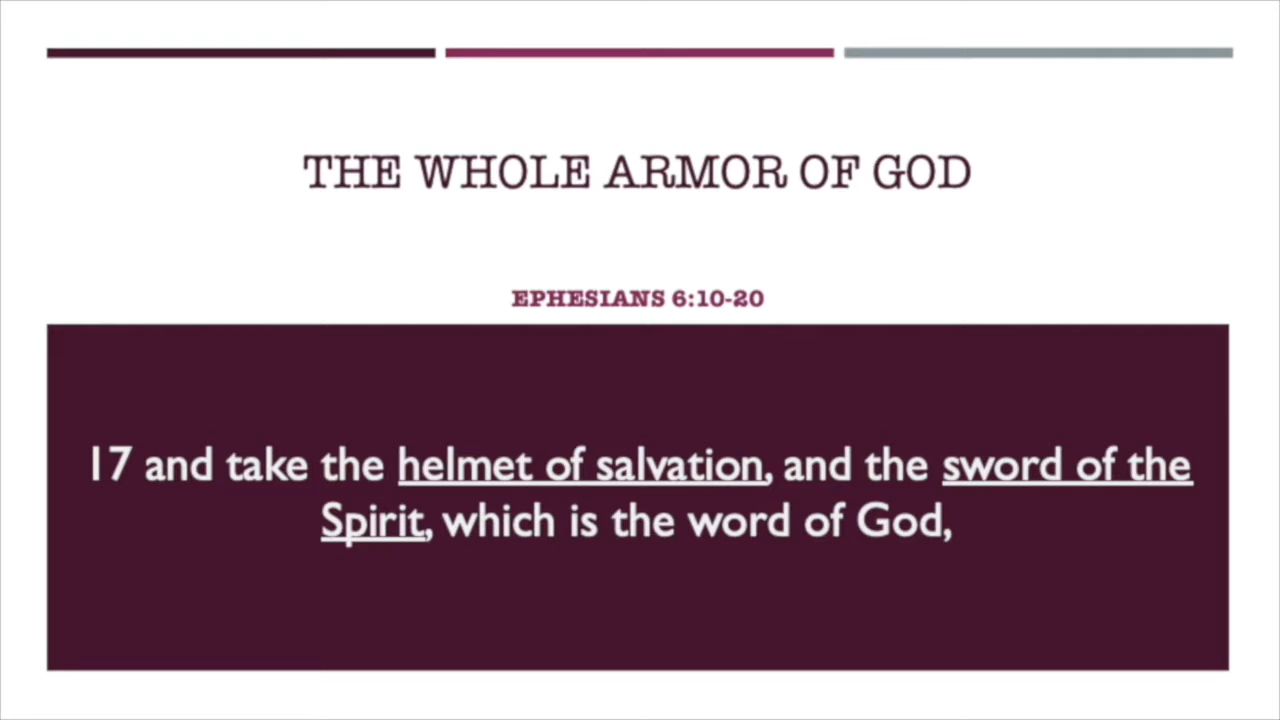 THE WHOLE ARMOR OF GOD
EPHESIANS 6:10-20
17 and take the helmet of salvation, and the sword of the
Spirit, which is the word of God,